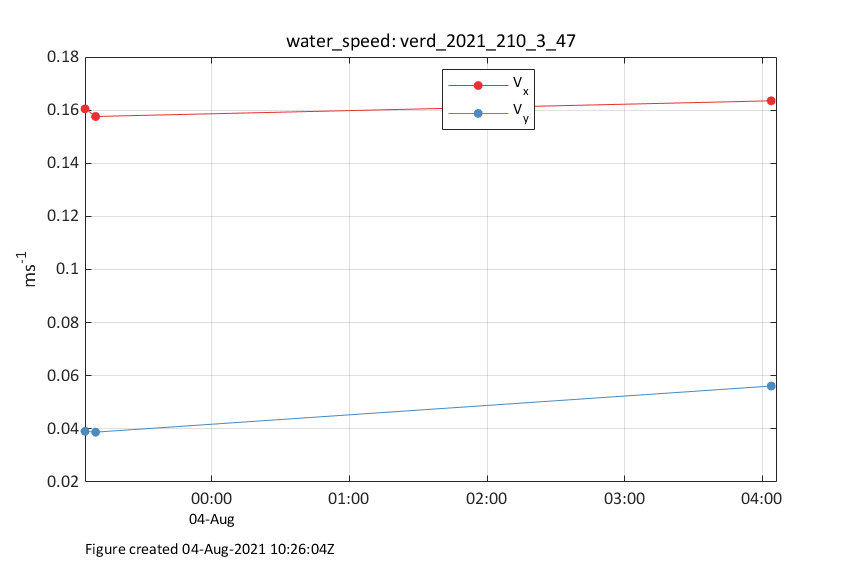 water_speed: verd_2021_210_3_47
V_x
V_y
0.18
0.16
0.14
0.12
0.1
0.08
0.06
0.04
0.02
ms^-1
00:00 01:00 02:00 03:00 04:00
04-Aug
Figure created 04-Aug-2021 10:26:04Z